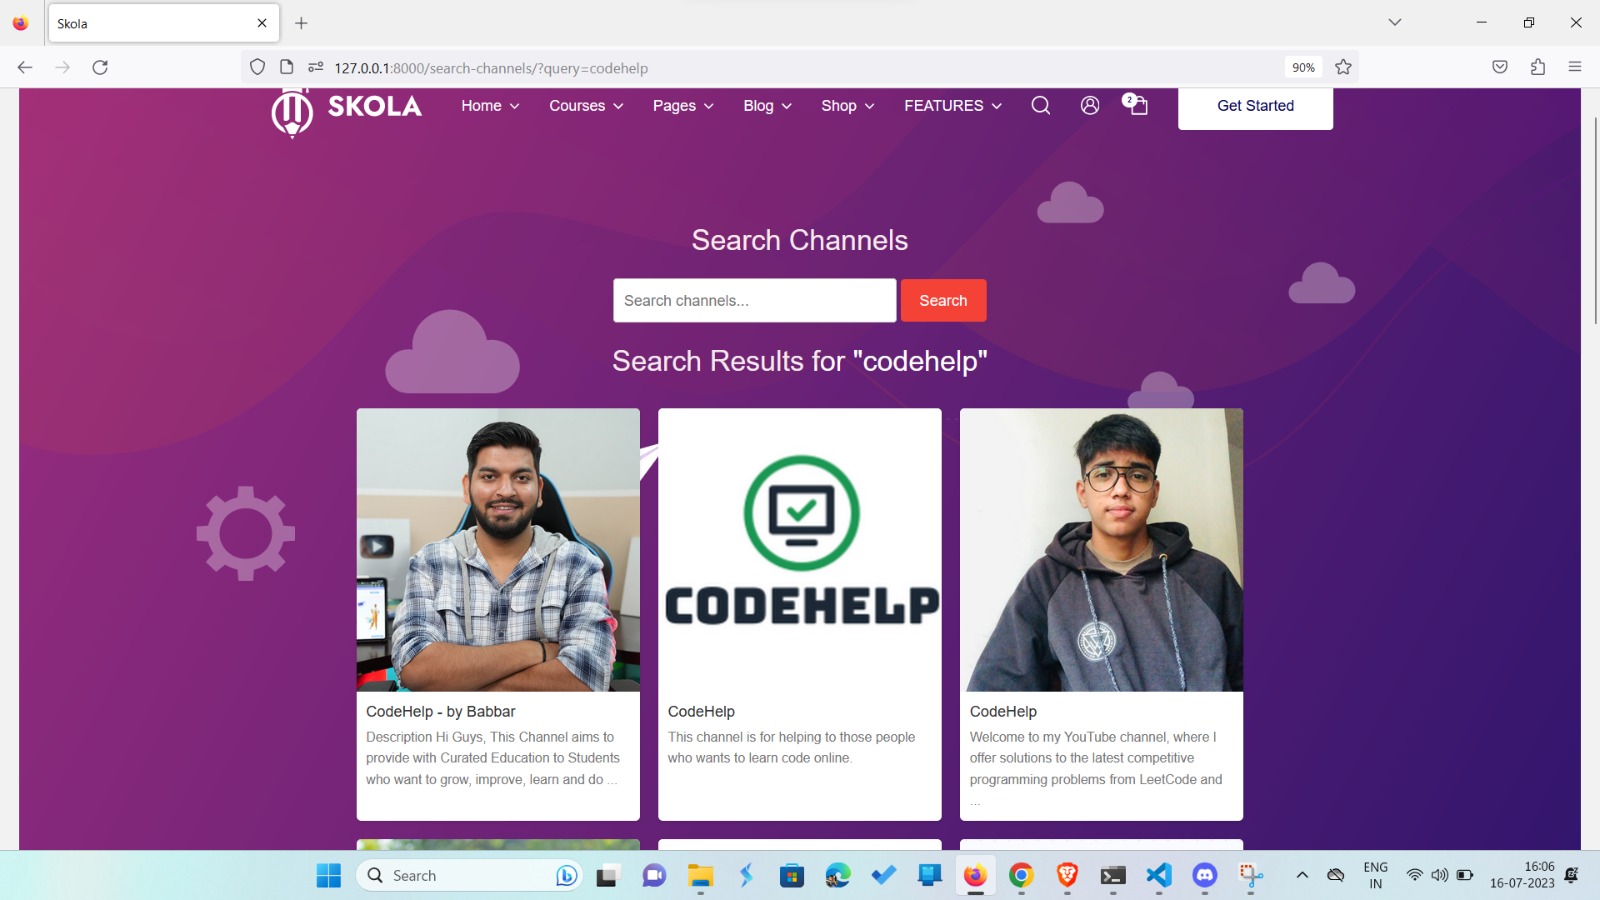 Skola
127.0.0.1:8000/search-channels/?query=codehelp
90%
SKOLA
Home
Courses
Pages
Blog
Shop
FEATURES
2
Get Started
Search Channels
Search channels...
Search
Search Results for "codehelp"
CODEHELP
CodeHelp - by Babbar
Description Hi Guys, This Channel aims to
provide with Curated Education to Students
who want to grow, improve, learn and do ...
CodeHelp
This channel is for helping to those people
who wants to learn code online.
CodeHelp
Welcome to my YouTube channel, where I
offer solutions to the latest competitive
programming problems from LeetCode and
...
Search
ENG
IN
16:06
16-07-2023